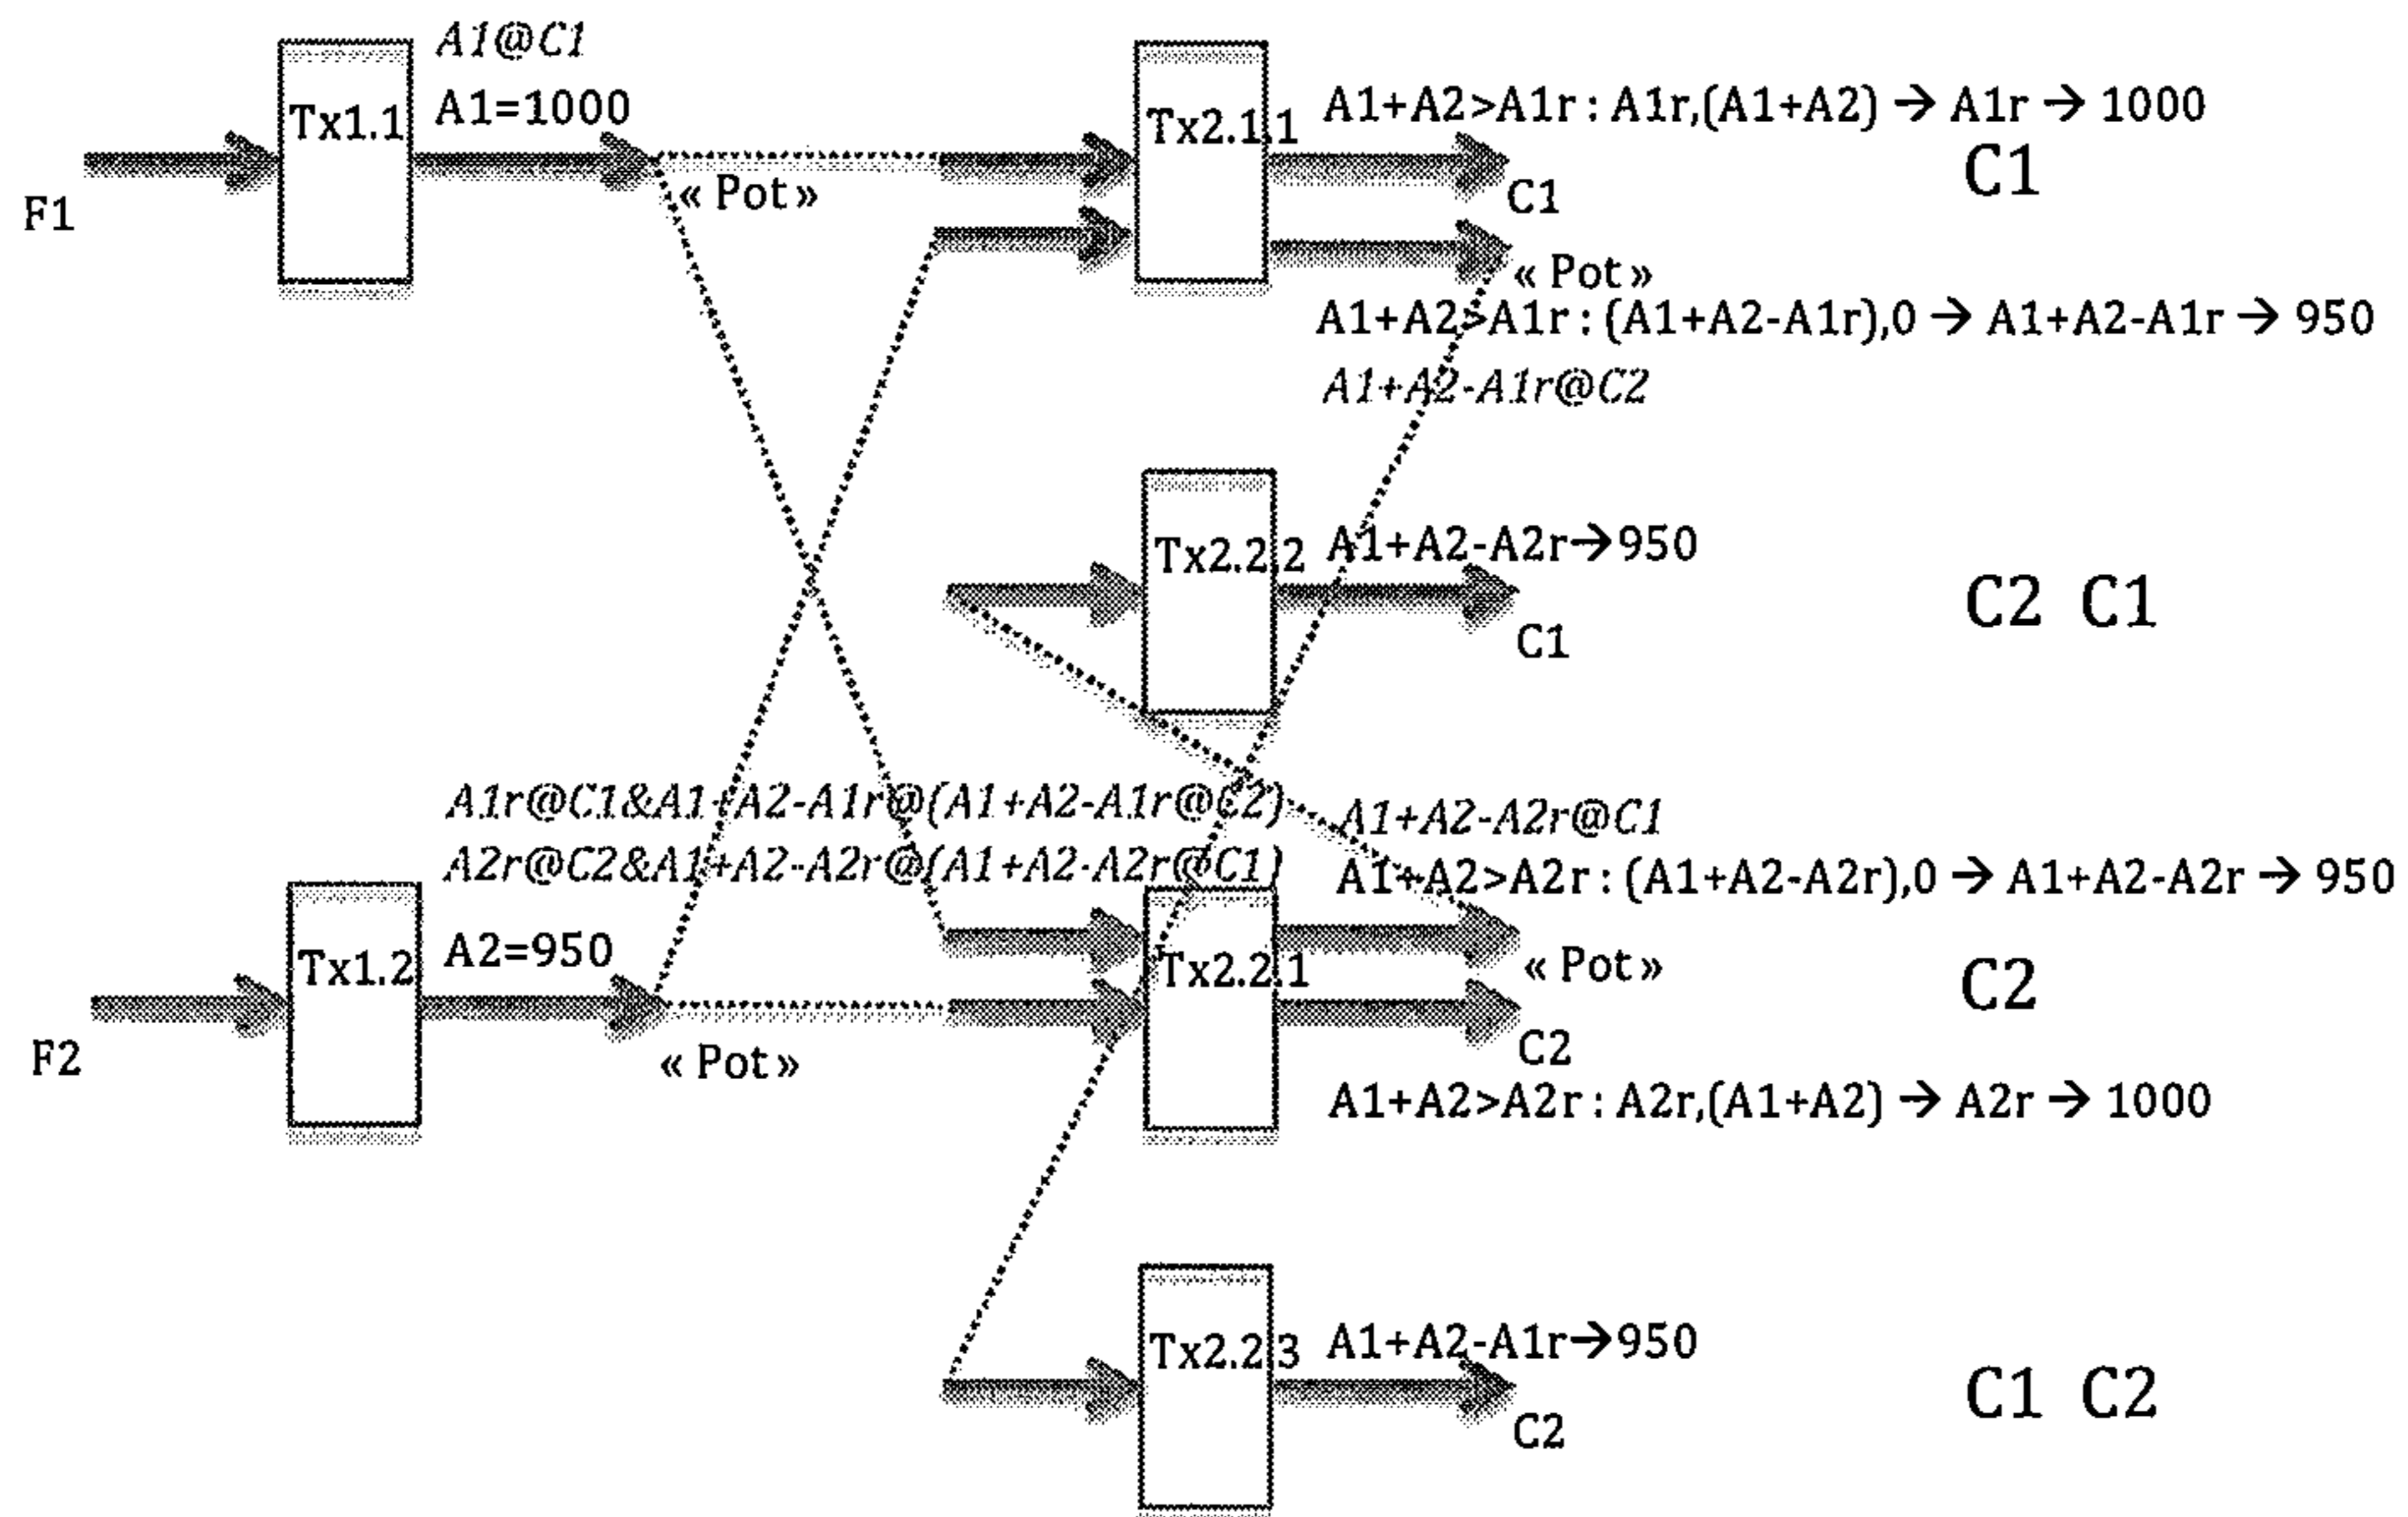 A1@C1
A1=1000
Tx1.1
F1
« Pot »
Tx2.1.1
A1+A2>A1r : A1r,(A1+A2) → A1r → 1000
C1
C1
« Pot »
A1+A2>A1r : (A1+A2-A1r),0 → A1+A2-A1r → 950
A1+A2-A1r@C2
Tx2.2.2
A1+A2-A2r→950
C1
C2 C1
A1r@C1&A1+A2-A1r@(A1+A2-A1r@C2)
A2r@C2&A1+A2-A2r@(A1+A2-A2r@C1)
A1+A2-A2r@C1
A1+A2>A2r : (A1+A2-A2r),0 → A1+A2-A2r → 950
Tx1.2
A2=950
F2
« Pot »
Tx2.2.1
« Pot »
C2
C2
A1+A2>A2r : A2r,(A1+A2) → A2r → 1000
Tx2.2.3
A1+A2-A1r→950
C2
C1 C2